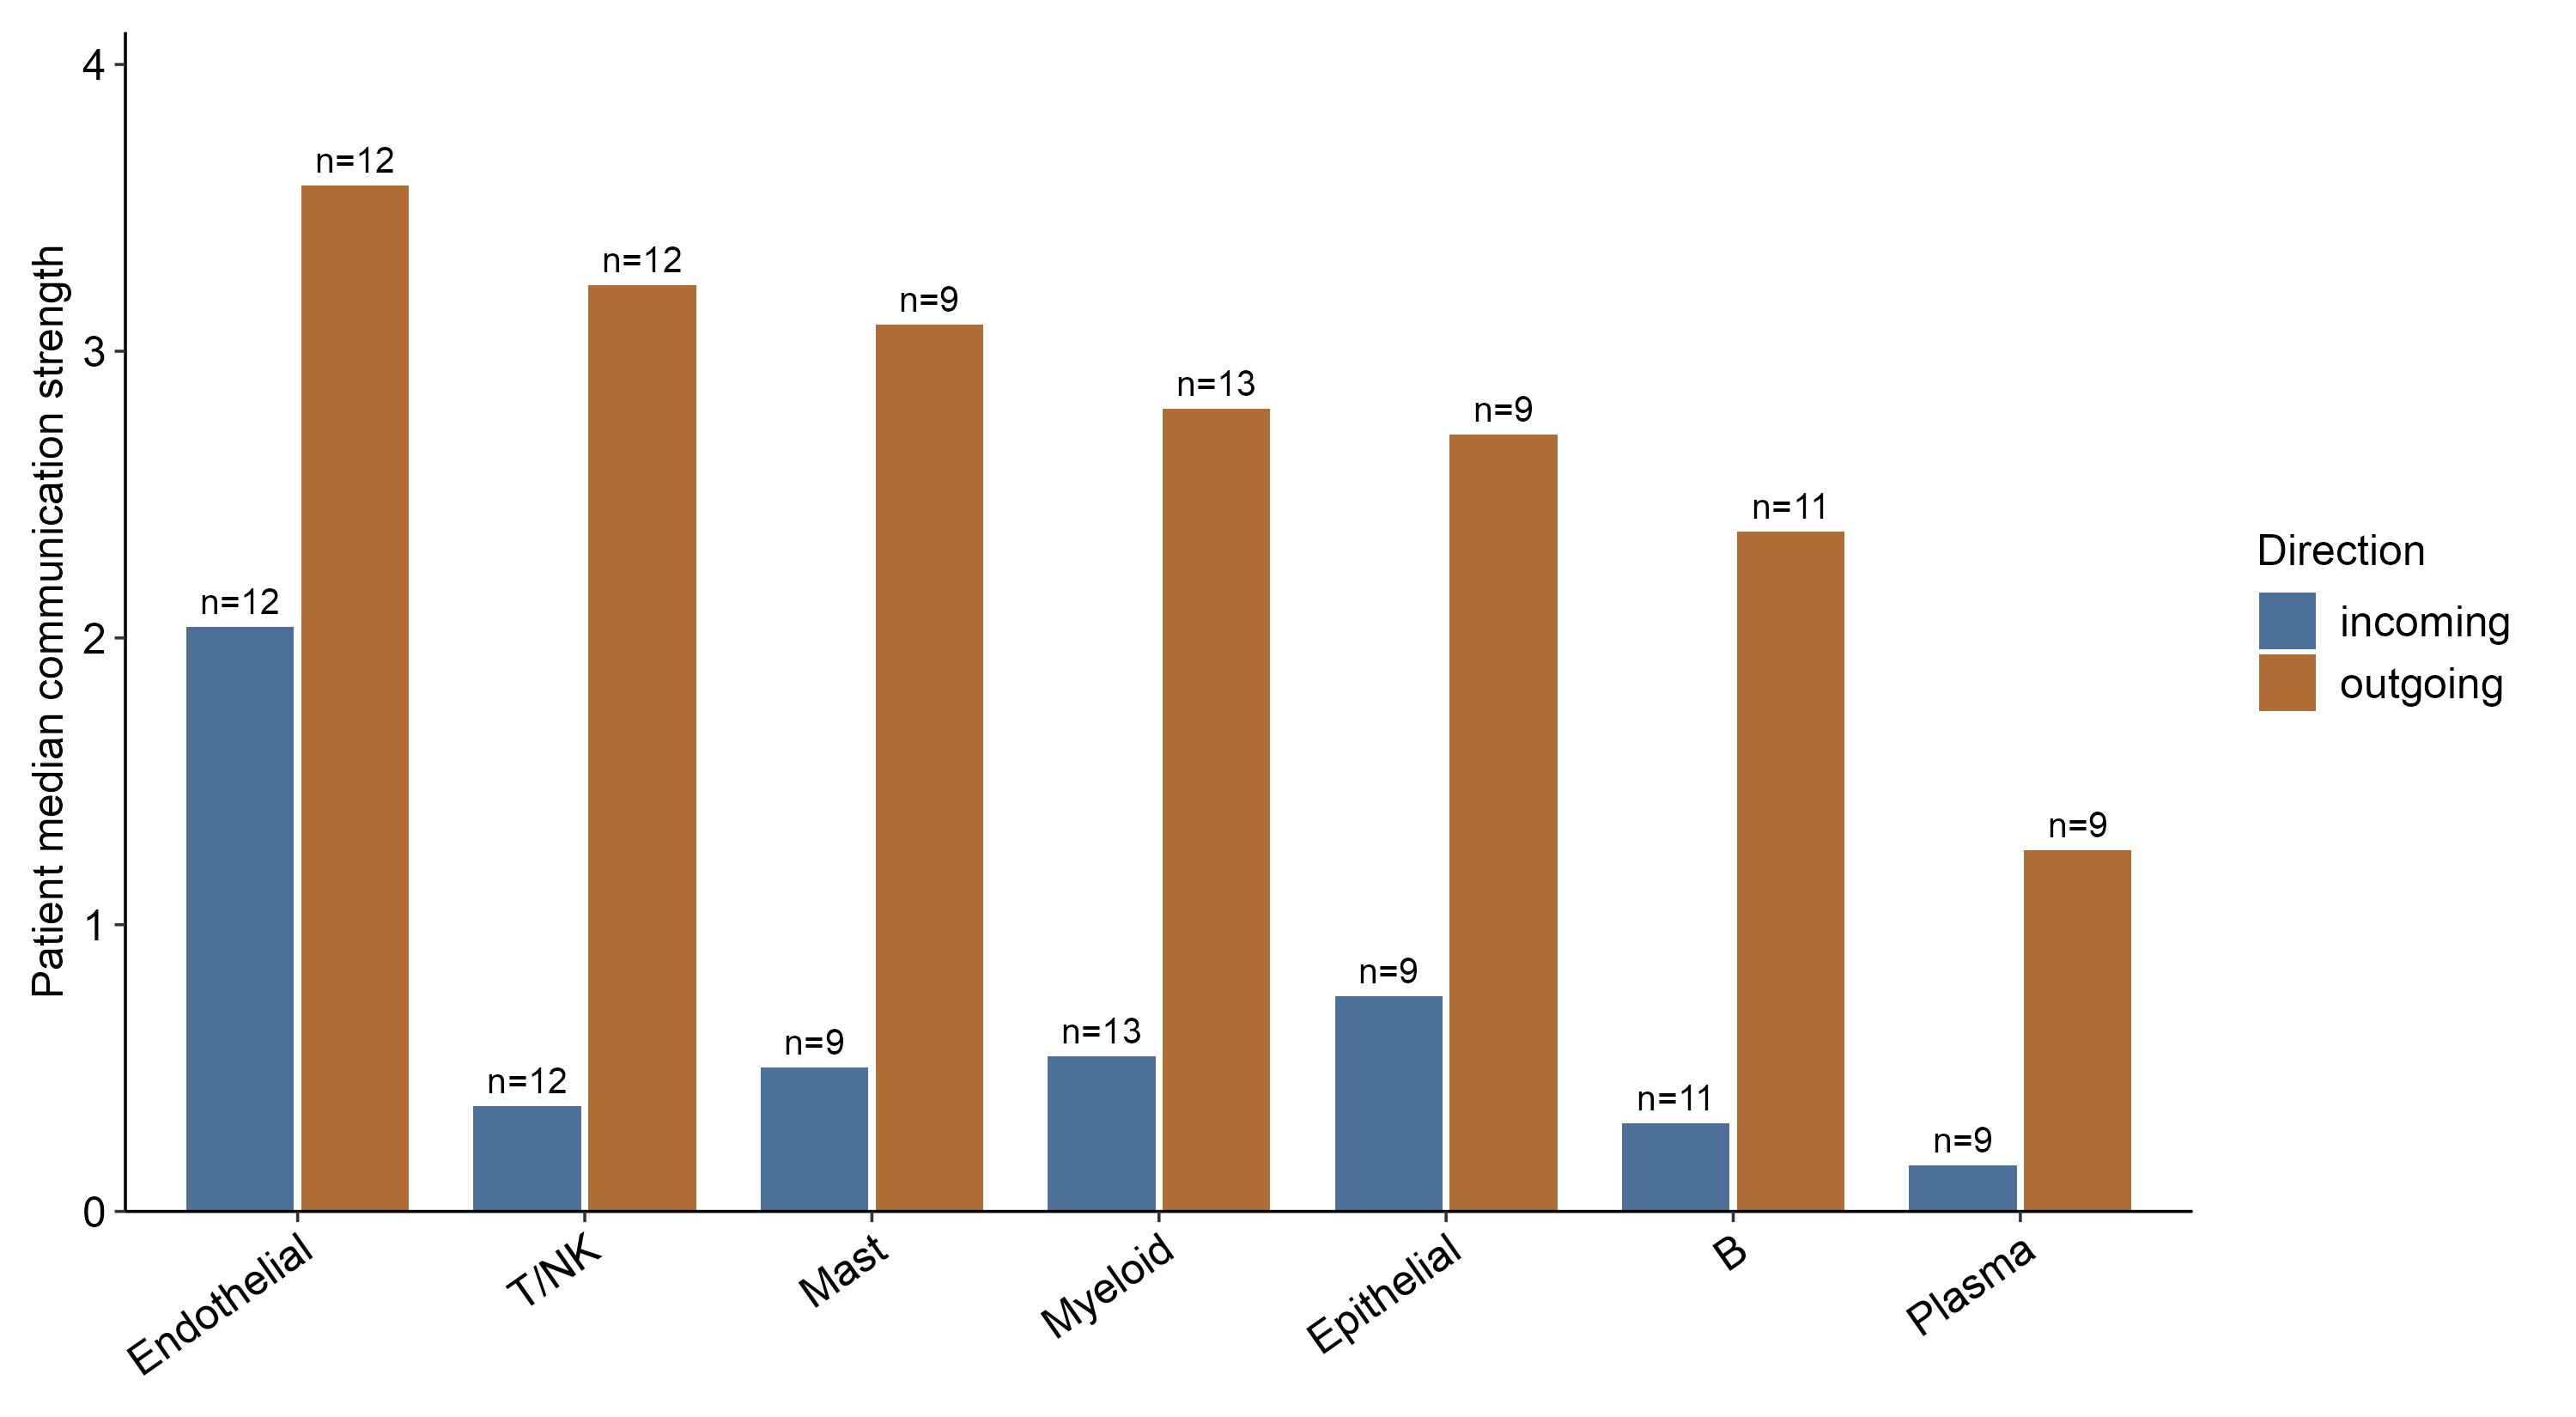 Patient median communication strength
4
3
2
1
0
n=12
n=12
n=12
n=12
n=9
n=9
n=13
n=13
n=9
n=9
n=11
n=11
n=9
n=9
Endothelial
T/NK
Mast
Myeloid
Epithelial
B
Plasma
Direction
incoming
outgoing